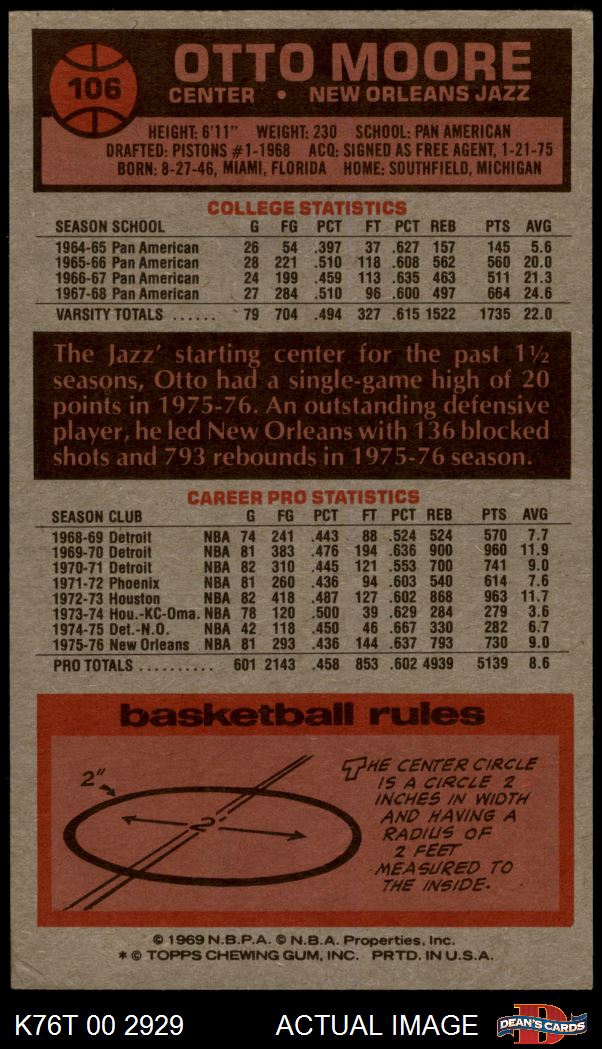 106
OTTO MOORE
CENTER • NEW ORLEANS JAZZ
HEIGHT: 6'11" WEIGHT: 230 SCHOOL: PAN AMERICAN
DRAFTED: PISTONS #1-1968 ACQ: SIGNED AS FREE AGENT, 1-21-75
BORN: 8-27-46, MIAMI, FLORIDA HOME: SOUTHFIELD, MICHIGAN
COLLEGE STATISTICS
SEASON SCHOOL G FG PCT FT PCT REB PTS AVG
1964-65 Pan American 26 54 .397 37 .627 157 145 5.6
1965-66 Pan American 28 221 .510 118 .608 562 560 20.0
1966-67 Pan American 24 199 .459 113 .635 463 511 21.3
1967-68 Pan American 27 284 .510 96 .600 497 664 24.6
VARSITY TOTALS ...... 79 704 .494 327 .615 1522 1735 22.0
The Jazz' starting center for the past 1½
seasons, Otto had a single-game high of 20
points in 1975-76. An outstanding defensive
player, he led New Orleans with 136 blocked
shots and 793 rebounds in 1975-76 season.
CAREER PRO STATISTICS
SEASON CLUB G FG PCT FT PCT REB PTS AVG
1968-69 Detroit NBA 74 241 .443 88 .524 524 570 7.7
1969-70 Detroit NBA 81 383 .476 194 .636 900 960 11.9
1970-71 Detroit NBA 82 310 .445 121 .553 700 741 9.0
1971-72 Phoenix NBA 81 260 .436 94 .603 540 614 7.6
1972-73 Houston NBA 82 418 .487 127 .602 868 963 11.7
1973-74 Hou.-KC-Oma. NBA 78 120 .500 39 .629 284 279 3.6
1974-75 Det.-N.O. NBA 42 118 .450 46 .667 330 282 6.7
1975-76 New Orleans NBA 81 293 .436 144 .637 793 730 9.0
PRO TOTALS .......... 601 2143 .458 853 .602 4939 5139 8.6
basketball rules
2"
2
THE CENTER CIRCLE
IS A CIRCLE 2
INCHES IN WIDTH
AND HAVING A
RADIUS OF
2 FEET
MEASURED TO
THE INSIDE.
© 1969 N.B.P.A. © N.B.A. Properties, Inc.
* © TOPPS CHEWING GUM, INC. PRTD. IN U.S.A.
K76T 00 2929 ACTUAL IMAGE D DEAN'S CARDS